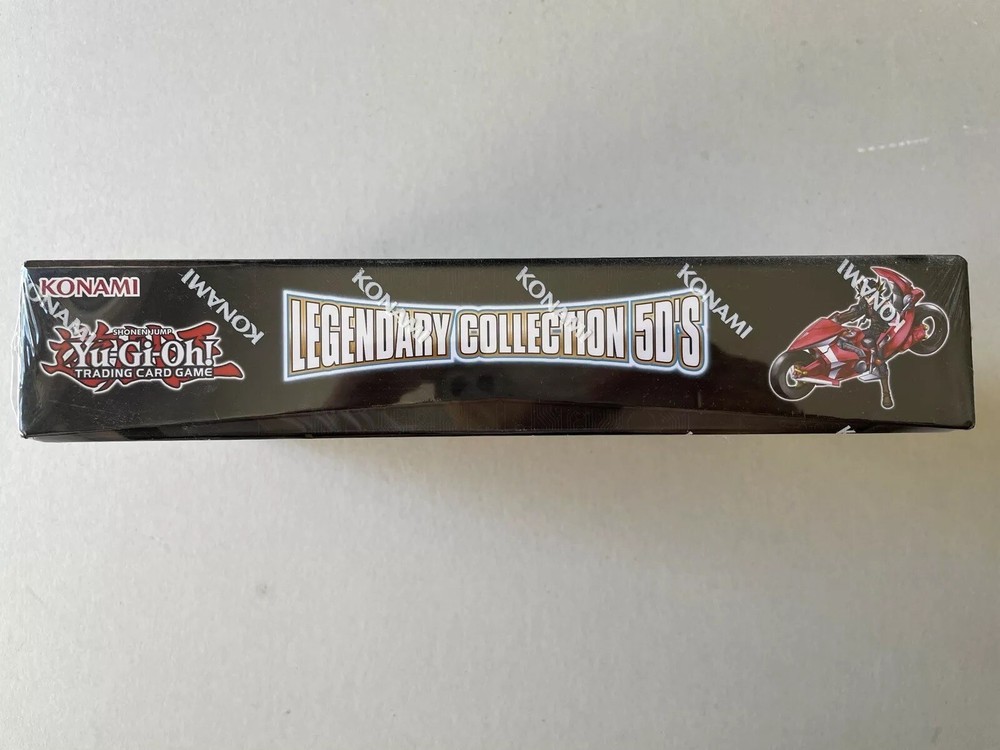 KONAMI
SHONEN JUMP
Yu-Gi-Oh!
TRADING CARD GAME
LEGENDARY COLLECTION 5D'S
KONAMI
KONAMI
KONAMI
KONAMI
KONAMI
KONAMI